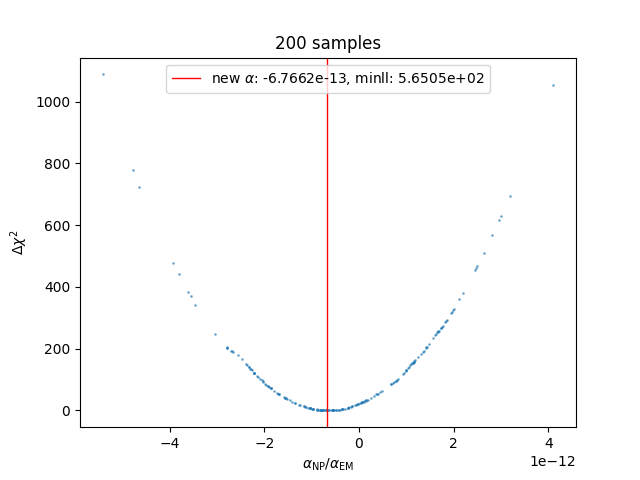 200 samples
new α: -6.7662e-13, minll: 5.6505e+02
Δχ²
1000
800
600
400
200
0
−4 −2 0 2 4
1e−12
α_NP/α_EM